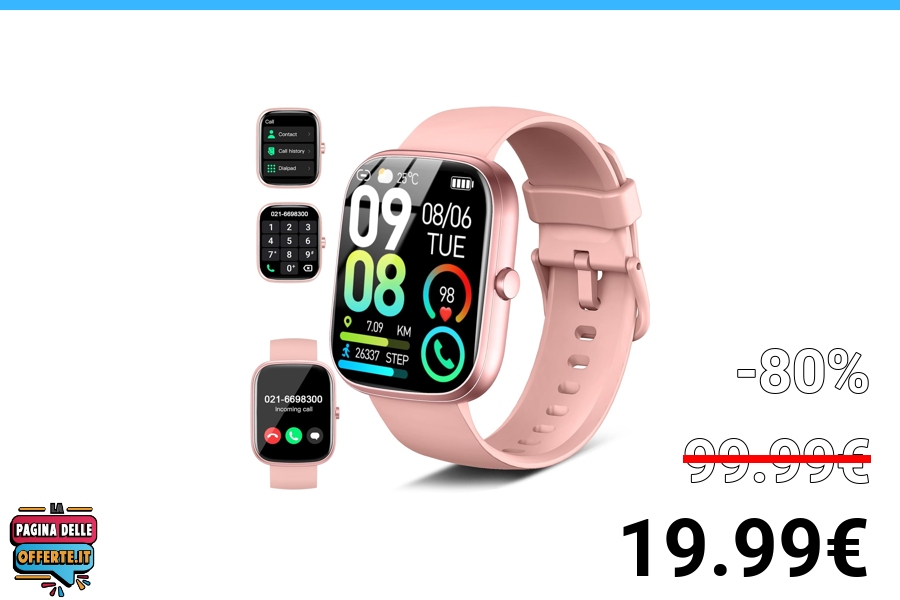 Call
Contact
Call history
Dialped
021-6698300
1 2 3
4 5 6
7* 8 9#
0+
25°C
09
08/06
TUE
08
98
7.09 KM
26337 STEP
021-6698300
Incoming call
-80%
99.99€
19.99€
LA
PAGINA DELLE
OFFERTE.IT